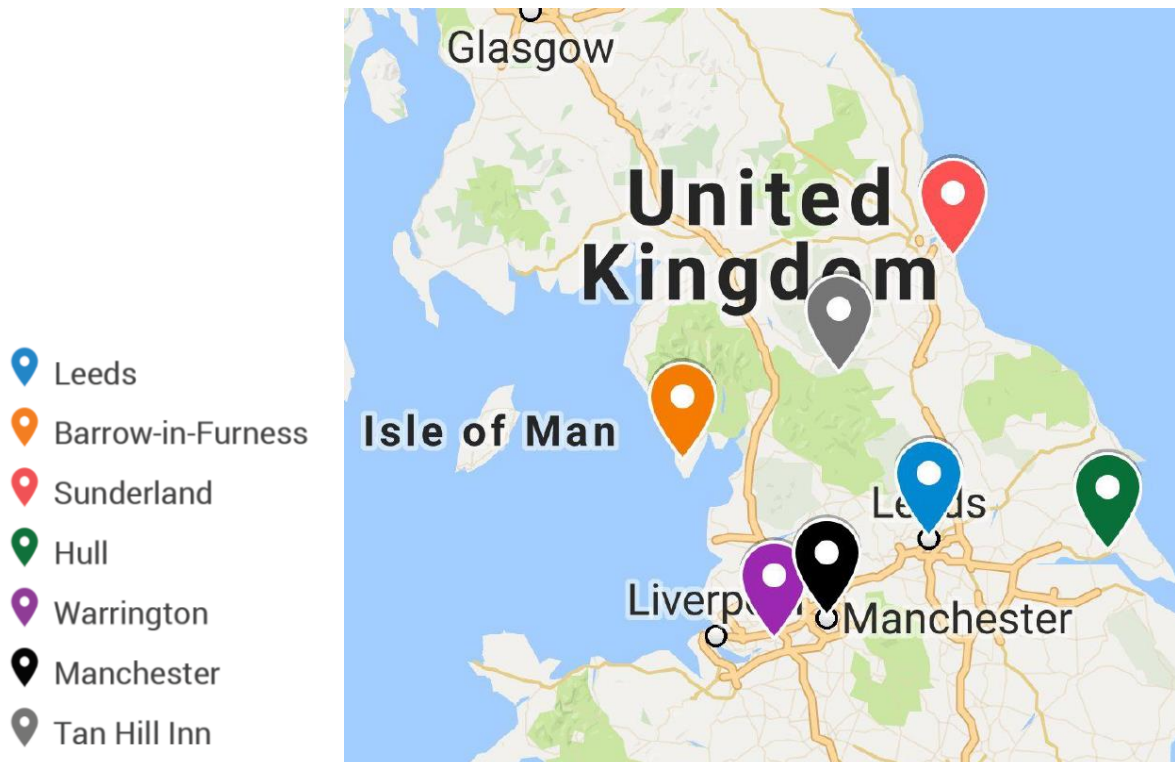 Leeds
Barrow-in-Furness
Sunderland
Hull
Warrington
Manchester
Tan Hill Inn
Glasgow
United
Kingdom
Isle of Man
Leeds
Liverpool
Manchester